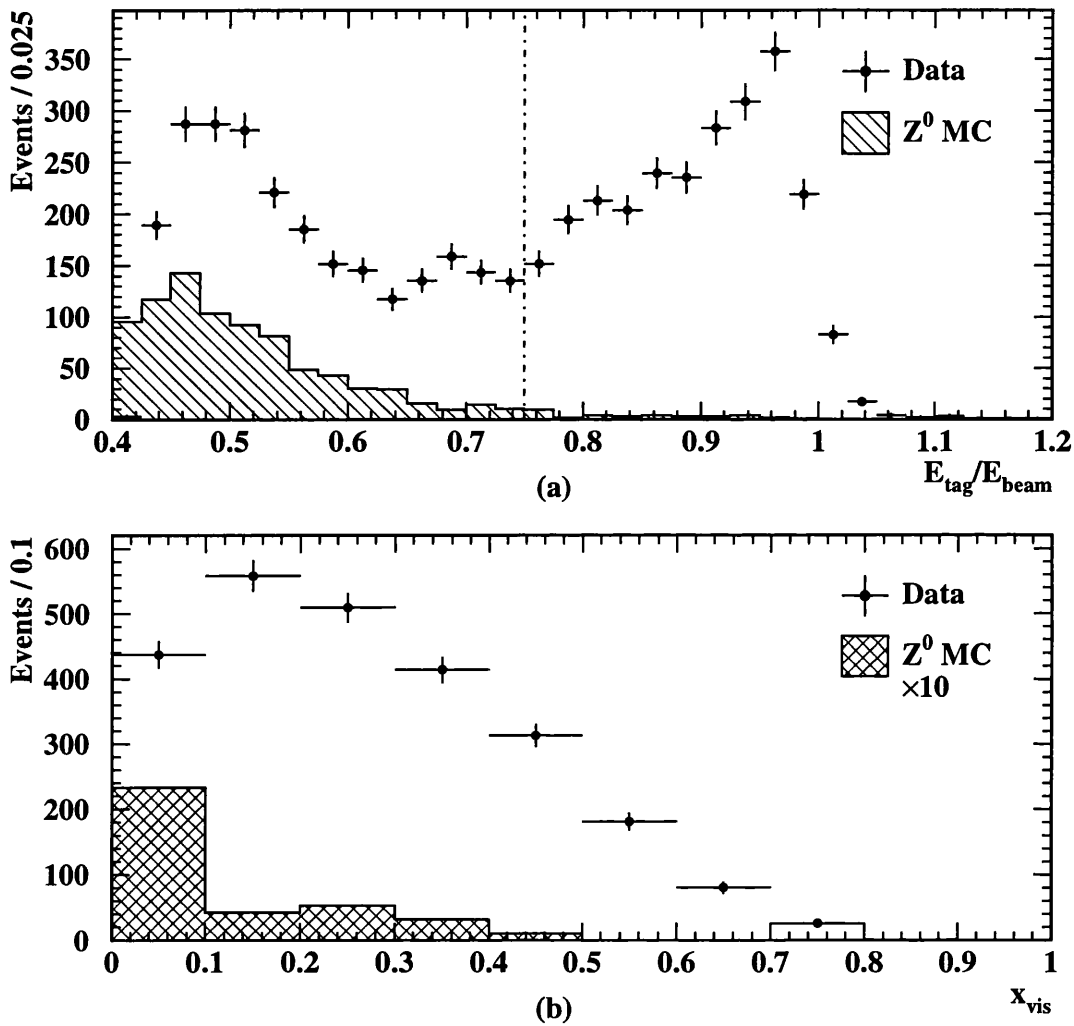 Events / 0.025
350
300
250
200
150
100
50
0
Data
Z⁰ MC
0.4 0.5 0.6 0.7 0.8 0.9 1 1.1 1.2
(a)
E_tag/E_beam
Events / 0.1
600
500
400
300
200
100
0
Data
Z⁰ MC
×10
0 0.1 0.2 0.3 0.4 0.5 0.6 0.7 0.8 0.9 1
(b)
x_vis